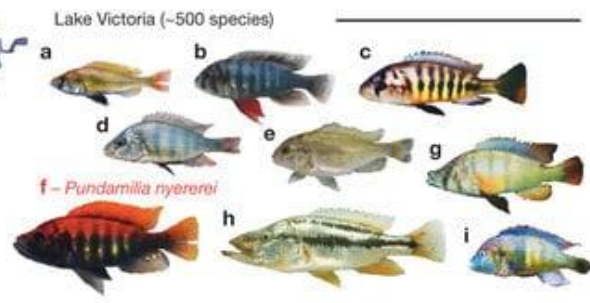 Lake Victoria (~500 species)
a
b
c
d
e
g
f – Pundamilia nyererei
h
i